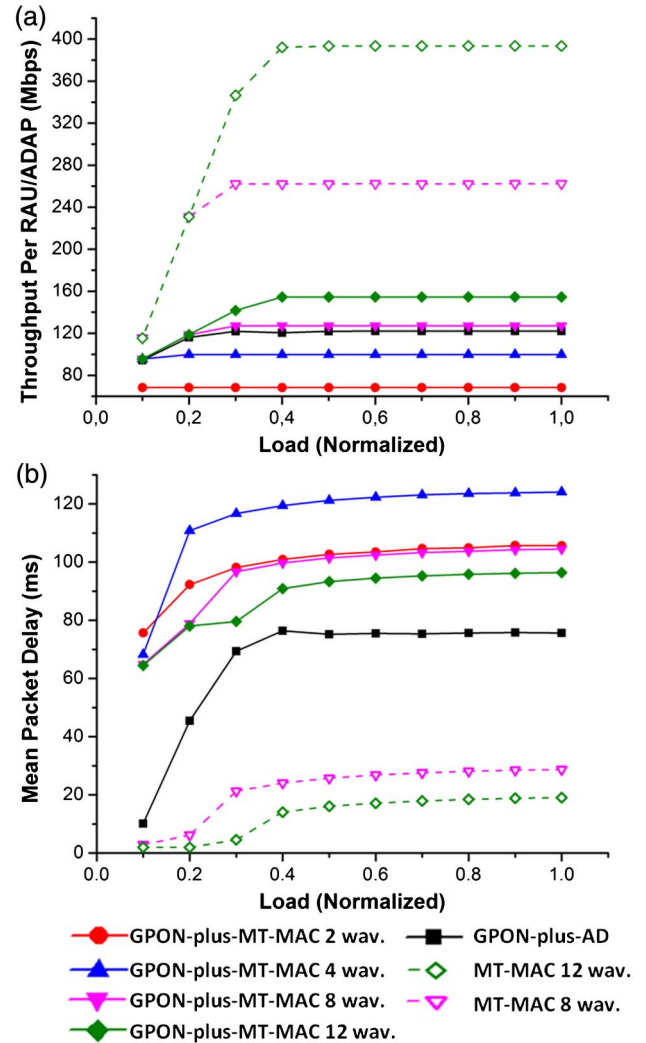 (a)
Throughput Per RAU/ADAP (Mbps)
400
360
320
280
240
200
160
120
80
0,0 0,2 0,4 0,6 0,8 1,0
Load (Normalized)
(b)
Mean Packet Delay (ms)
120
100
80
60
40
20
0
0.0 0.2 0.4 0.6 0.8 1.0
Load (Normalized)
GPON-plus-MT-MAC 2 wav. GPON-plus-AD
GPON-plus-MT-MAC 4 wav. MT-MAC 12 wav.
GPON-plus-MT-MAC 8 wav. MT-MAC 8 wav.
GPON-plus-MT-MAC 12 wav.